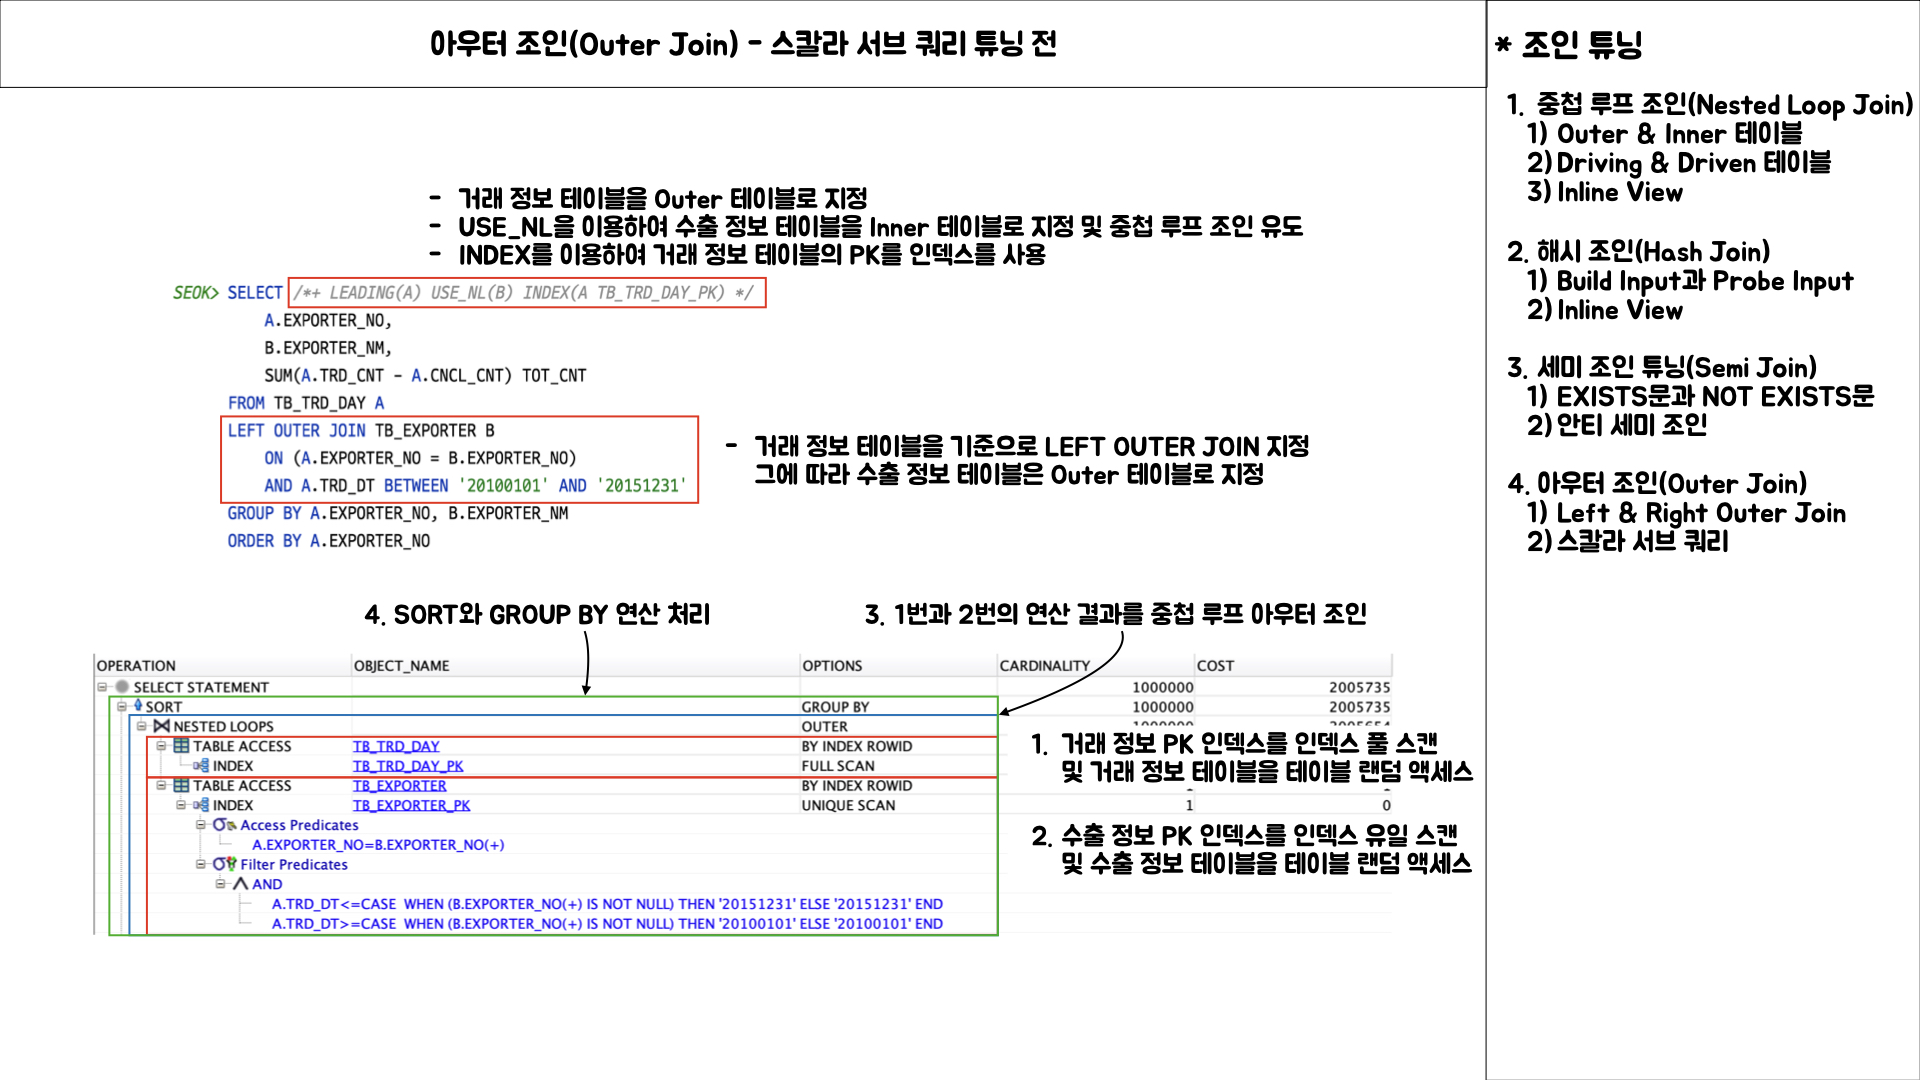 아우터 조인(Outer Join) - 스칼라 서브 쿼리 튜닝 전
- 거래 정보 테이블을 Outer 테이블로 지정
- USE_NL을 이용하여 수출 정보 테이블을 Inner 테이블로 지정 및 중첩 루프 조인 유도
- INDEX를 이용하여 거래 정보 테이블의 PK를 인덱스를 사용
SEOK> SELECT /*+ LEADING(A) USE_NL(B) INDEX(A TB_TRD_DAY_PK) */
A.EXPORTER_NO,
B.EXPORTER_NM,
SUM(A.TRD_CNT - A.CNCL_CNT) TOT_CNT
FROM TB_TRD_DAY A
LEFT OUTER JOIN TB_EXPORTER B
ON (A.EXPORTER_NO = B.EXPORTER_NO)
AND A.TRD_DT BETWEEN '20100101' AND '20151231'
GROUP BY A.EXPORTER_NO, B.EXPORTER_NM
ORDER BY A.EXPORTER_NO
- 거래 정보 테이블을 기준으로 LEFT OUTER JOIN 지정
그에 따라 수출 정보 테이블은 Outer 테이블로 지정
4. SORT와 GROUP BY 연산 처리
3. 1번과 2번의 연산 결과를 중첩 루프 아우터 조인
OPERATION OBJECT_NAME OPTIONS CARDINALITY COST
SELECT STATEMENT 1000000 2005735
SORT GROUP BY 1000000 2005735
NESTED LOOPS OUTER 1000000 2005654
TABLE ACCESS TB_TRD_DAY BY INDEX ROWID
INDEX TB_TRD_DAY_PK FULL SCAN
TABLE ACCESS TB_EXPORTER BY INDEX ROWID
INDEX TB_EXPORTER_PK UNIQUE SCAN 1 0
Access Predicates
A.EXPORTER_NO=B.EXPORTER_NO(+)
Filter Predicates
AND
A.TRD_DT<=CASE WHEN (B.EXPORTER_NO(+) IS NOT NULL) THEN '20151231' ELSE '20151231' END
A.TRD_DT>=CASE WHEN (B.EXPORTER_NO(+) IS NOT NULL) THEN '20100101' ELSE '20100101' END
1. 거래 정보 PK 인덱스를 인덱스 풀 스캔
및 거래 정보 테이블을 테이블 랜덤 액세스
2. 수출 정보 PK 인덱스를 인덱스 유일 스캔
및 수출 정보 테이블을 테이블 랜덤 액세스
* 조인 튜닝
1. 중첩 루프 조인(Nested Loop Join)
1) Outer & Inner 테이블
2) Driving & Driven 테이블
3) Inline View
2. 해시 조인(Hash Join)
1) Build Input과 Probe Input
2) Inline View
3. 세미 조인 튜닝(Semi Join)
1) EXISTS문과 NOT EXISTS문
2) 안티 세미 조인
4. 아우터 조인(Outer Join)
1) Left & Right Outer Join
2) 스칼라 서브 쿼리